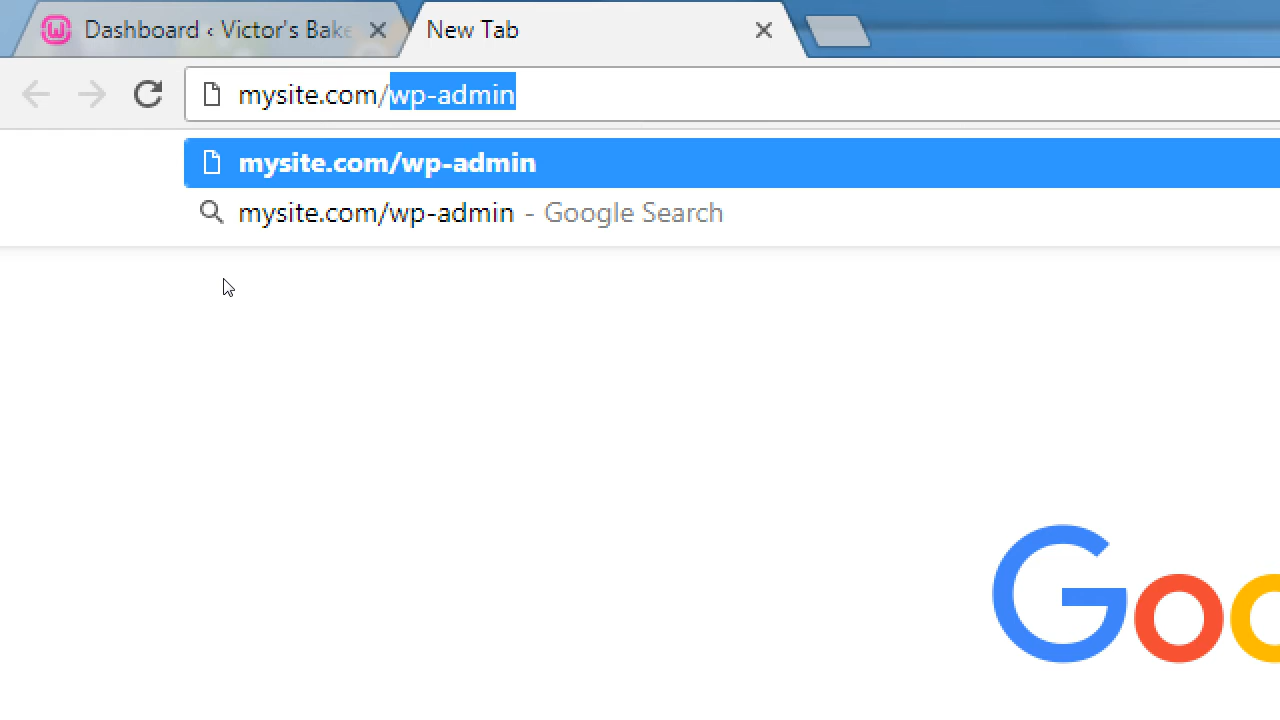 Dashboard ‹ Victor's Bake
New Tab
mysite.com/wp-admin
mysite.com/wp-admin
mysite.com/wp-admin - Google Search
Goo